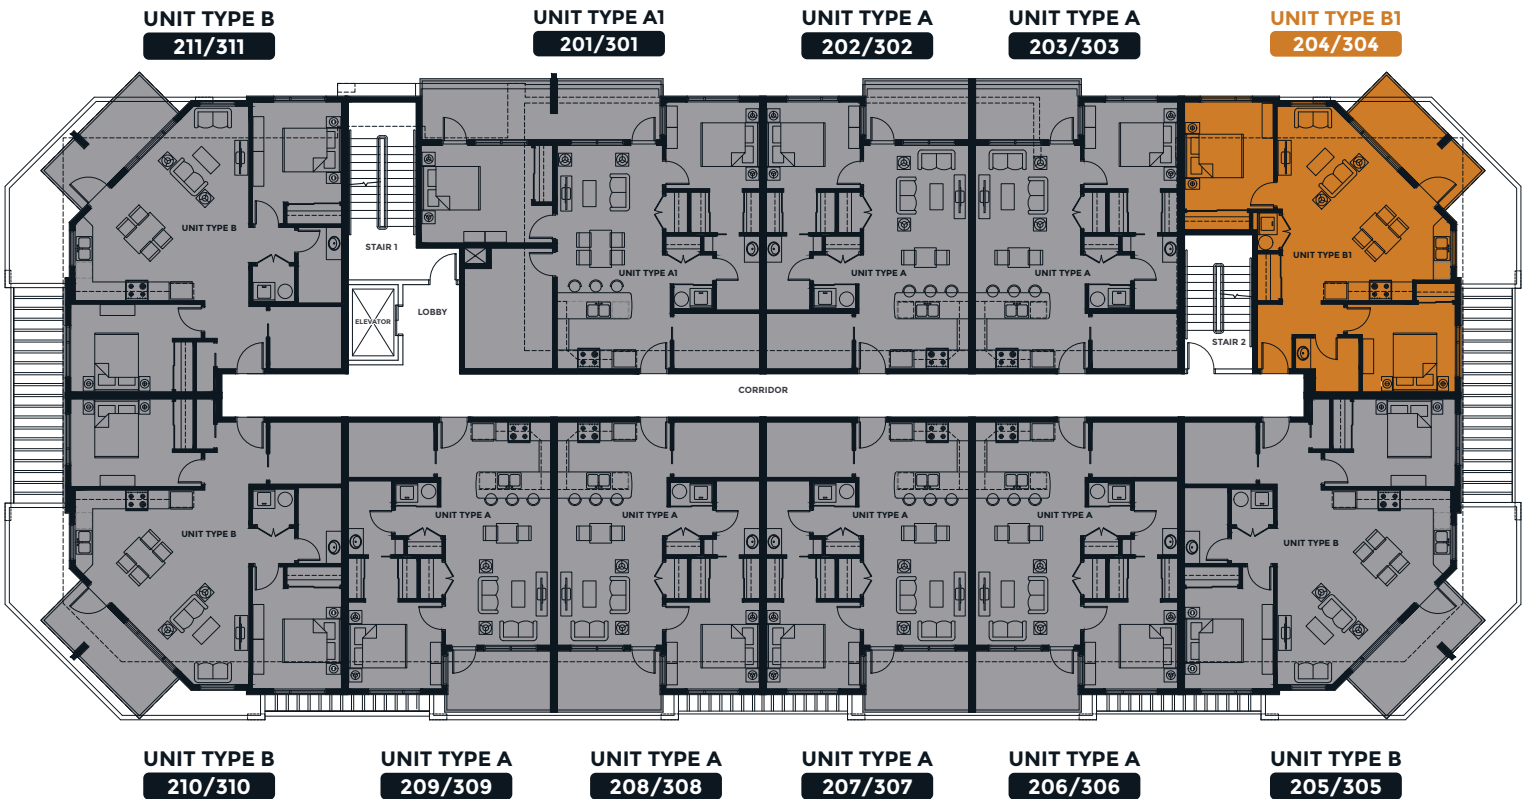 UNIT TYPE B
211/311
UNIT TYPE A1
201/301
UNIT TYPE A
202/302
UNIT TYPE A
203/303
UNIT TYPE B1
204/304
UNIT TYPE B
STAIR 1
LOBBY
ELEVATOR
UNIT TYPE A1
UNIT TYPE A
UNIT TYPE A
UNIT TYPE B1
STAIR 2
CORRIDOR
UNIT TYPE B
UNIT TYPE A
UNIT TYPE A
UNIT TYPE A
UNIT TYPE A
UNIT TYPE B
UNIT TYPE B
210/310
UNIT TYPE A
209/309
UNIT TYPE A
208/308
UNIT TYPE A
207/307
UNIT TYPE A
206/306
UNIT TYPE B
205/305